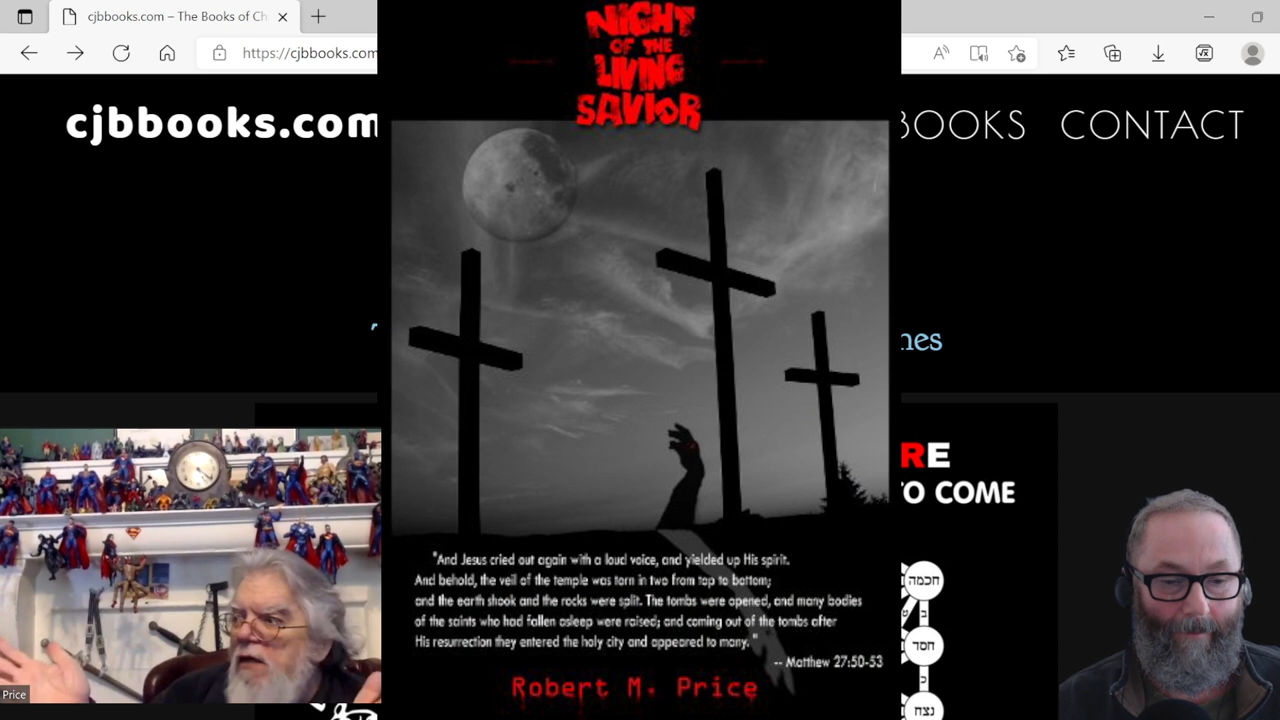 cjbbooks.com – The Books of Ch
https://cjbbooks.com
cjbbooks.com
BOOKS CONTACT
NIGHT
OF THE
LIVING
SAVIOR
nes
RE
TO COME
"And Jesus cried out again with a loud voice, and yielded up His spirit.
And behold, the veil of the temple was torn in two from top to bottom;
and the earth shook and the rocks were split. The tombs were opened, and many bodies
of the saints who had fallen asleep were raised; and coming out of the tombs after
His resurrection they entered the holy city and appeared to many."
-- Matthew 27:50-53
Robert M. Price
Price
חכמה
ב
חסד
כ
נצח